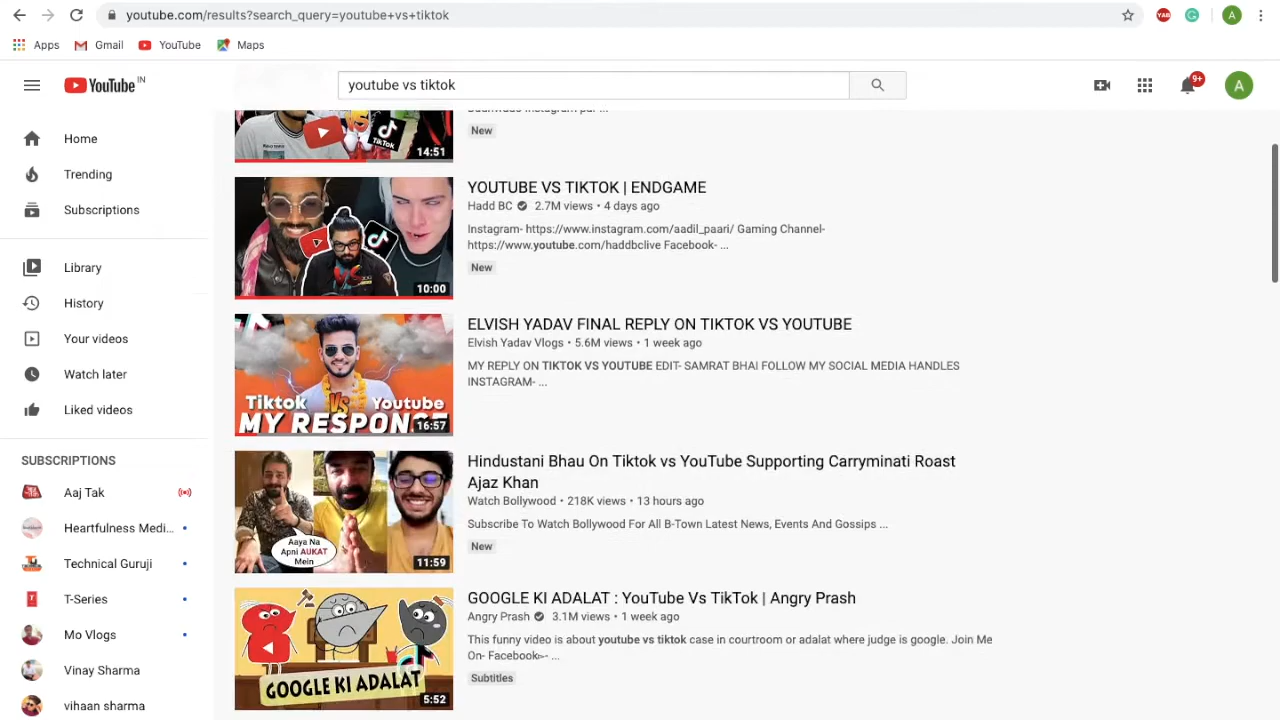 youtube.com/results?search_query=youtube+vs+tiktok
YAB
A
Apps
Gmail
YouTube
Maps
YouTube IN
youtube vs tiktok
9+
A
Home
Trending
Subscriptions
Library
History
Your videos
Watch later
Liked videos
SUBSCRIPTIONS
Aaj Tak
Heartfulness Medi...
Technical Guruji
T-Series
Mo Vlogs
Vinay Sharma
vihaan sharma
TikTok
14:51
New
YOUTUBE VS TIKTOK | ENDGAME
Hadd BC 2.7M views • 4 days ago
Instagram- https://www.instagram.com/aadil_paari/ Gaming Channel-
https://www.youtube.com/haddbclive Facebook- ...
New
10:00
ELVISH YADAV FINAL REPLY ON TIKTOK VS YOUTUBE
Elvish Yadav Vlogs • 5.6M views • 1 week ago
MY REPLY ON TIKTOK VS YOUTUBE EDIT- SAMRAT BHAI FOLLOW MY SOCIAL MEDIA HANDLES
INSTAGRAM- ...
Tiktok VS Youtube
MY RESPONSE
16:57
Hindustani Bhau On Tiktok vs YouTube Supporting Carryminati Roast
Ajaz Khan
Watch Bollywood • 218K views • 13 hours ago
Subscribe To Watch Bollywood For All B-Town Latest News, Events And Gossips ...
New
Aaya Na
Apni AUKAT
Mein
11:59
GOOGLE KI ADALAT : YouTube Vs TikTok | Angry Prash
Angry Prash 3.1M views • 1 week ago
This funny video is about youtube vs tiktok case in courtroom or adalat where judge is google. Join Me
On- Facebook- ...
Subtitles
GOOGLE KI ADALAT
5:52